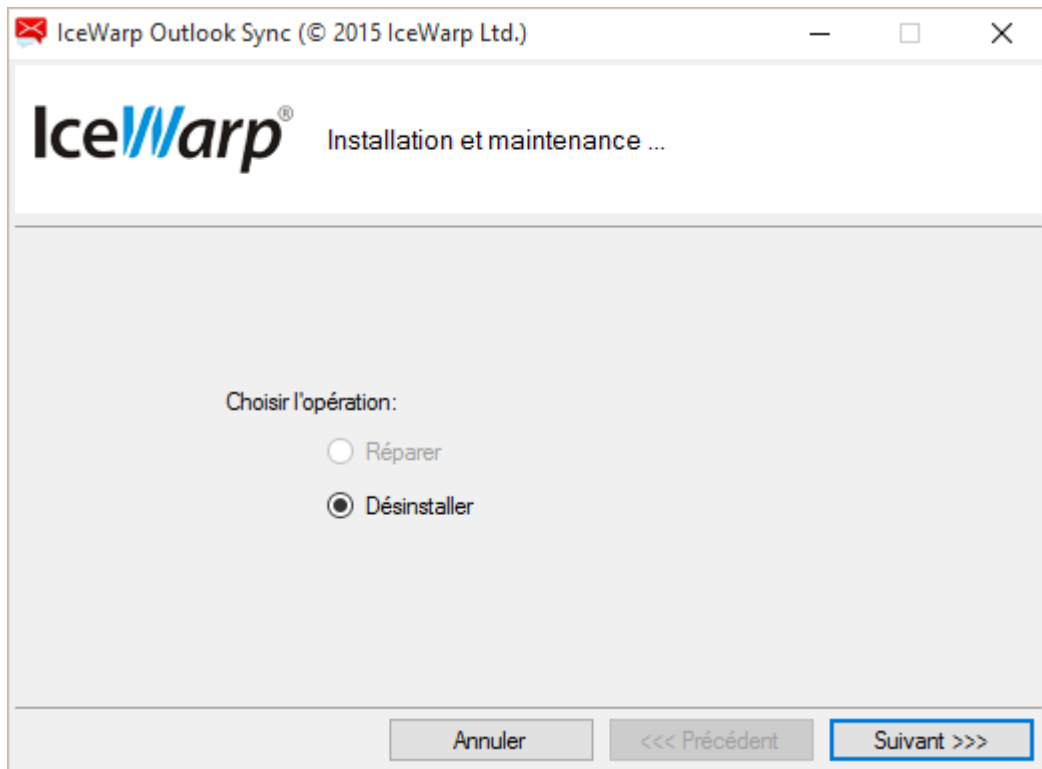 IceWarp Outlook Sync (© 2015 IceWarp Ltd.)
IceWarp®
Installation et maintenance ...
Choisir l'opération:
Réparer
Désinstaller
Annuler
<<< Précédent
Suivant >>>